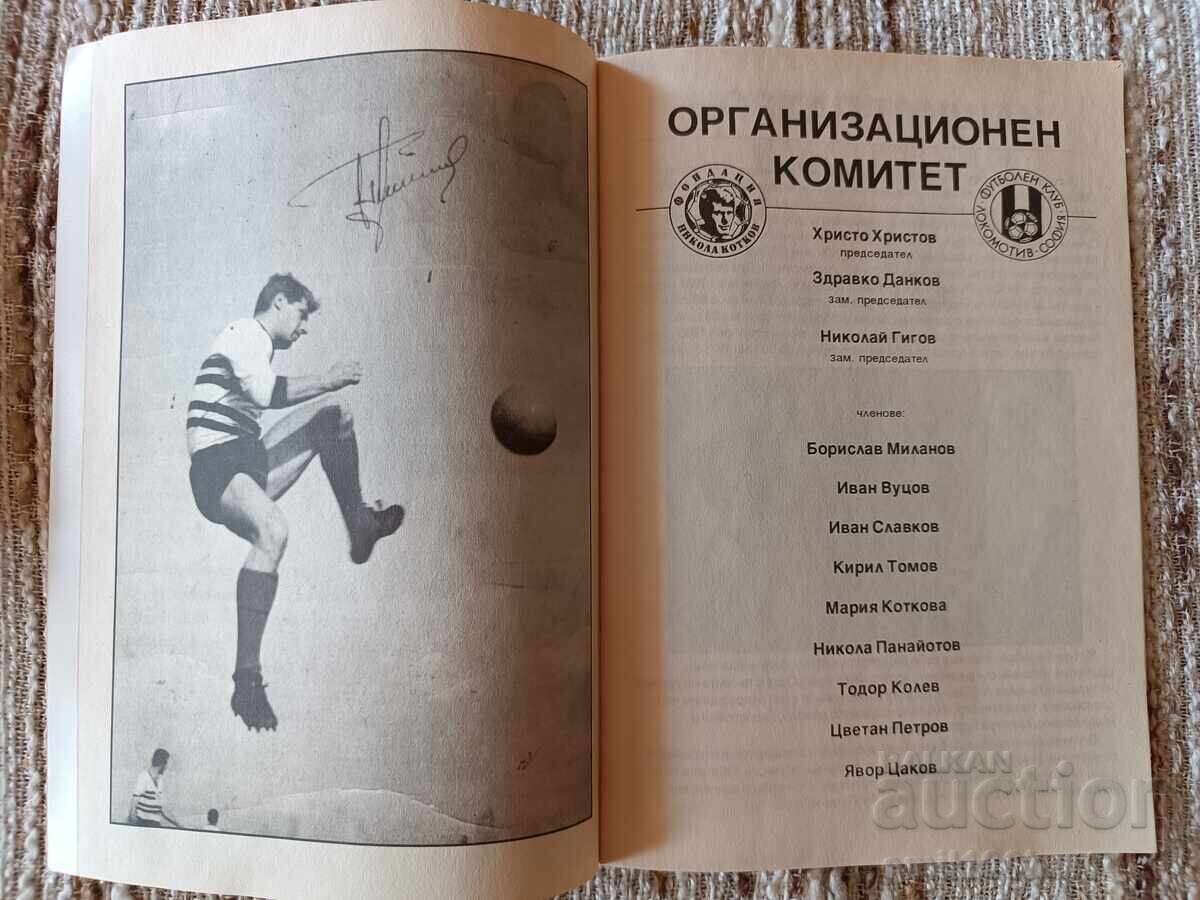 ОРГАНИЗАЦИОНЕН
КОМИТЕТ
ФОНДАЦИЯ
НИКОЛА КОТКОВ
ФУТБОЛЕН КЛУБ
ЛОКОМОТИВ - СОФИЯ
Христо Христов
председател
Здравко Данков
зам. председател
Николай Гигов
зам. председател
членове:
Борислав Миланов
Иван Вуцов
Иван Славков
Кирил Томов
Мария Коткова
Никола Панайотов
Тодор Колев
Цветан Петров
Явор Цаков
BALKAN
auction